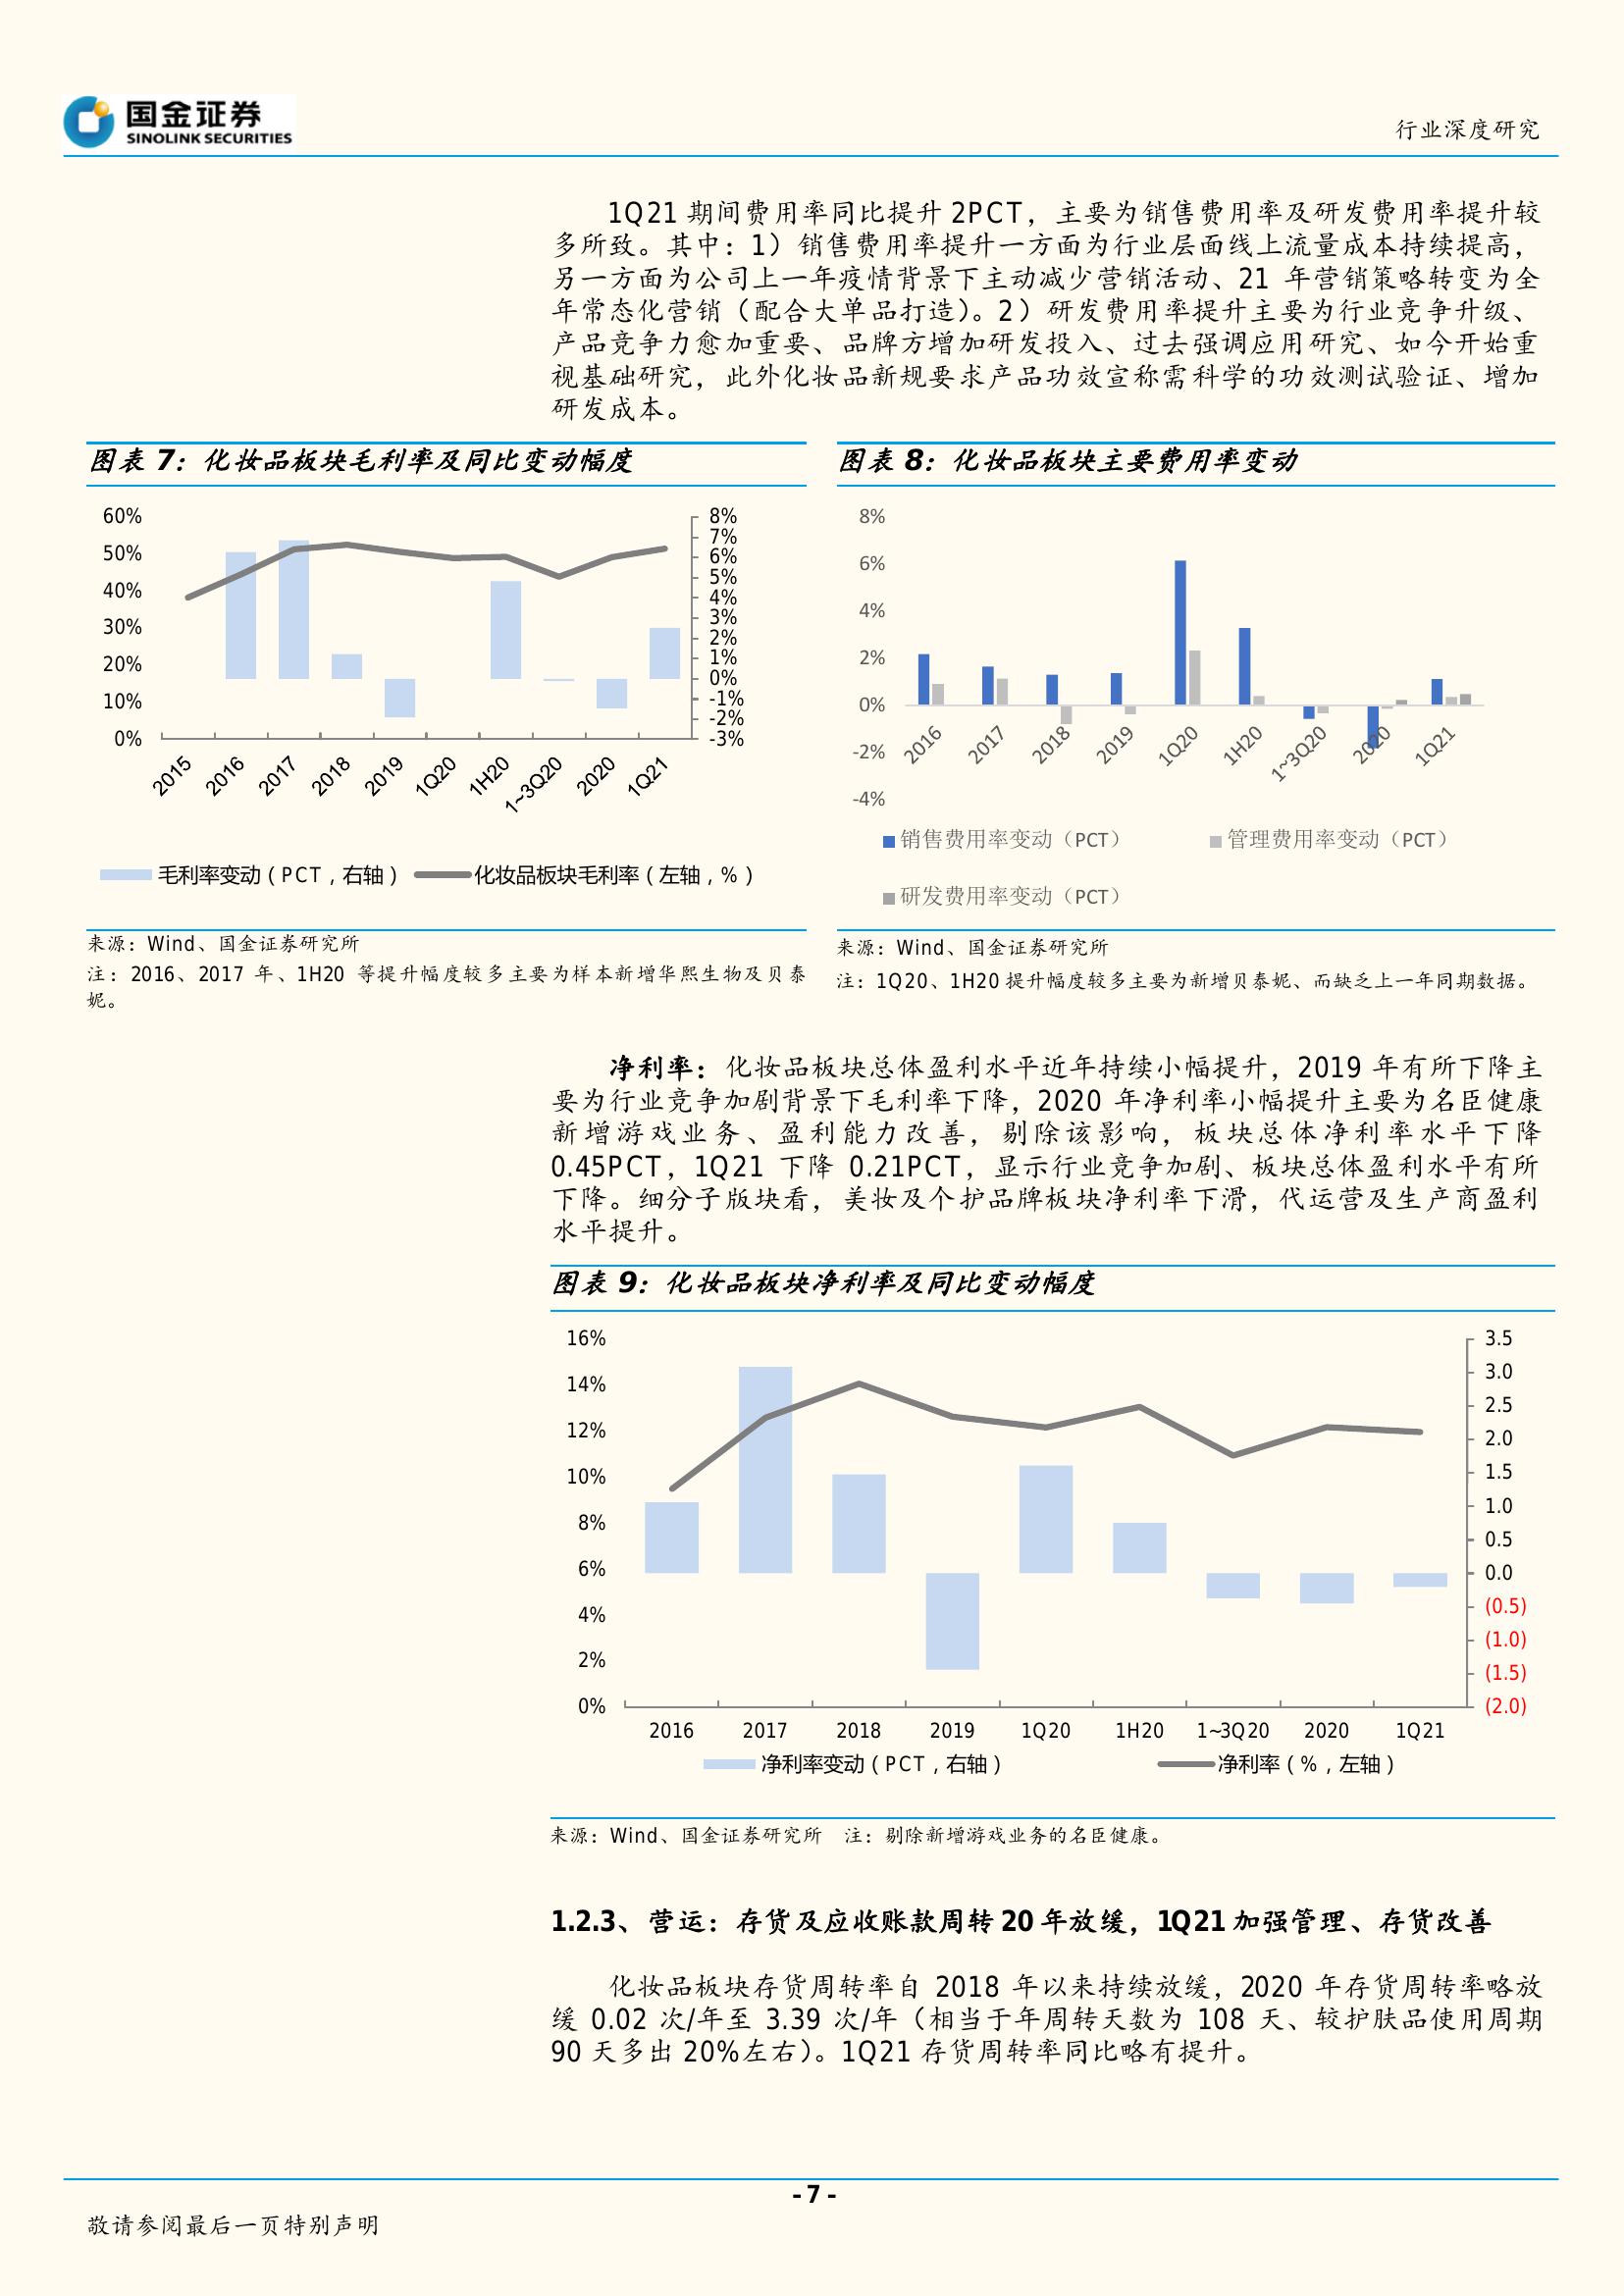 国金证券
SINOLINK SECURITIES
行业深度研究
1Q21 期间费用率同比提升 2PCT，主要为销售费用率及研发费用率提升较
多所致。其中：1）销售费用率提升一方面为行业层面线上流量成本持续提高，
另一方面为公司上一年疫情背景下主动减少营销活动、21 年营销策略转变为全
年常态化营销（配合大单品打造）。2）研发费用率提升主要为行业竞争升级、
产品竞争力愈加重要、品牌方增加研发投入、过去强调应用研究、如今开始重
视基础研究，此外化妆品新规要求产品功效宣称需科学的功效测试验证、增加
研发成本。
图表 7：化妆品板块毛利率及同比变动幅度
60%
50%
40%
30%
20%
10%
0%
8%
7%
6%
5%
4%
3%
2%
1%
0%
-1%
-2%
-3%
2015
2016
2017
2018
2019
1Q20
1H20
1~3Q20
2020
1Q21
毛利率变动（PCT，右轴）
化妆品板块毛利率（左轴，%）
来源：Wind、国金证券研究所
注：2016、2017 年、1H20 等提升幅度较多主要为样本新增华熙生物及贝泰
妮。
图表 8：化妆品板块主要费用率变动
8%
6%
4%
2%
0%
-2%
-4%
2016
2017
2018
2019
1Q20
1H20
1~3Q20
2020
1Q21
销售费用率变动（PCT）
管理费用率变动（PCT）
研发费用率变动（PCT）
来源：Wind、国金证券研究所
注：1Q20、1H20 提升幅度较多主要为新增贝泰妮、而缺乏上一年同期数据。
净利率：化妆品板块总体盈利水平近年持续小幅提升，2019 年有所下降主
要为行业竞争加剧背景下毛利率下降，2020 年净利率小幅提升主要为名臣健康
新增游戏业务、盈利能力改善，剔除该影响，板块总体净利率水平下降
0.45PCT，1Q21 下降 0.21PCT，显示行业竞争加剧、板块总体盈利水平有所
下降。细分子版块看，美妆及个护品牌板块净利率下滑，代运营及生产商盈利
水平提升。
图表 9：化妆品板块净利率及同比变动幅度
16%
14%
12%
10%
8%
6%
4%
2%
0%
3.5
3.0
2.5
2.0
1.5
1.0
0.5
0.0
(0.5)
(1.0)
(1.5)
(2.0)
2016
2017
2018
2019
1Q20
1H20
1~3Q20
2020
1Q21
净利率变动（PCT，右轴）
净利率（%，左轴）
来源：Wind、国金证券研究所 注：剔除新增游戏业务的名臣健康。
1.2.3、营运：存货及应收账款周转 20 年放缓，1Q21 加强管理、存货改善
化妆品板块存货周转率自 2018 年以来持续放缓，2020 年存货周转率略放
缓 0.02 次/年至 3.39 次/年（相当于年周转天数为 108 天、较护肤品使用周期
90 天多出 20%左右）。1Q21 存货周转率同比略有提升。
- 7 -
敬请参阅最后一页特别声明